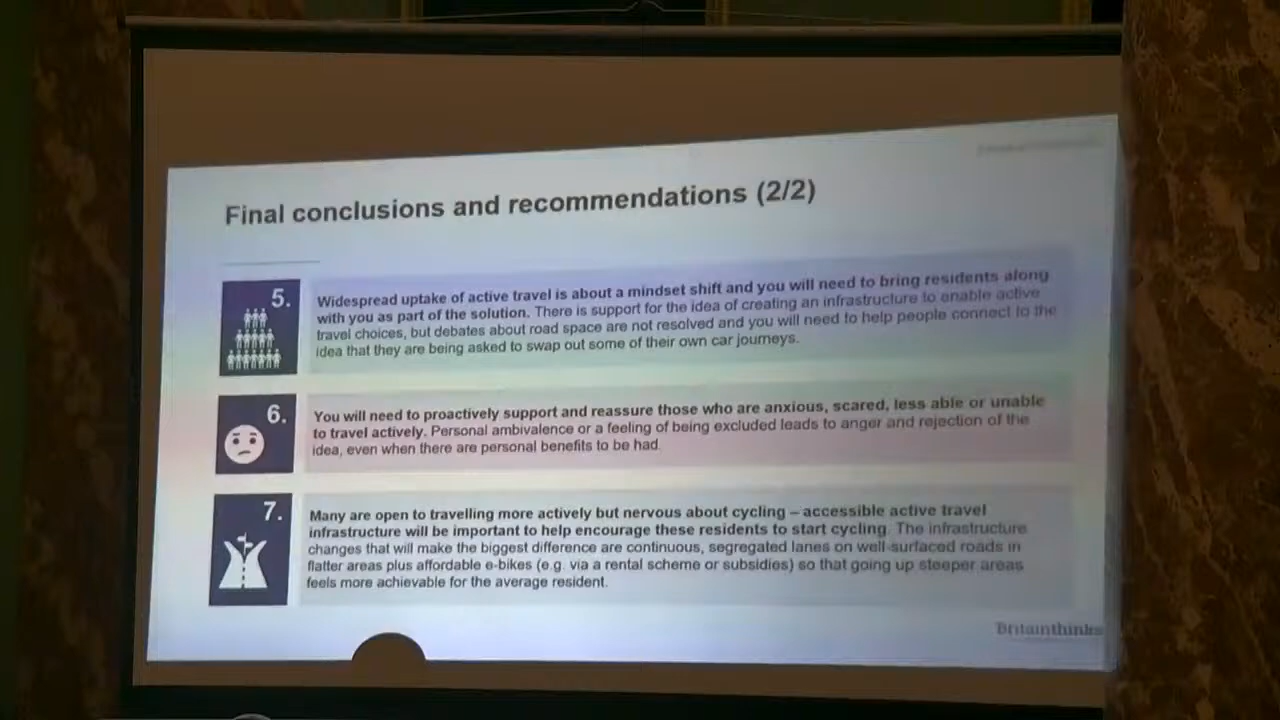 Final conclusions and recommendations (2/2)
5.
Widespread uptake of active travel is about a mindset shift and you will need to bring residents along
with you as part of the solution. There is support for the idea of creating an infrastructure to enable active
travel choices, but debates about road space are not resolved and you will need to help people connect to the
idea that they are being asked to swap out some of their own car journeys.
6.
You will need to proactively support and reassure those who are anxious, scared, less able or unable
to travel actively. Personal ambivalence or a feeling of being excluded leads to anger and rejection of the
idea, even when there are personal benefits to be had.
7.
Many are open to travelling more actively but nervous about cycling – accessible active travel
infrastructure will be important to help encourage these residents to start cycling. The infrastructure
changes that will make the biggest difference are continuous, segregated lanes on well-surfaced roads in
flatter areas plus affordable e-bikes (e.g. via a rental scheme or subsidies) so that going up steeper areas
feels more achievable for the average resident.
Britainthinks